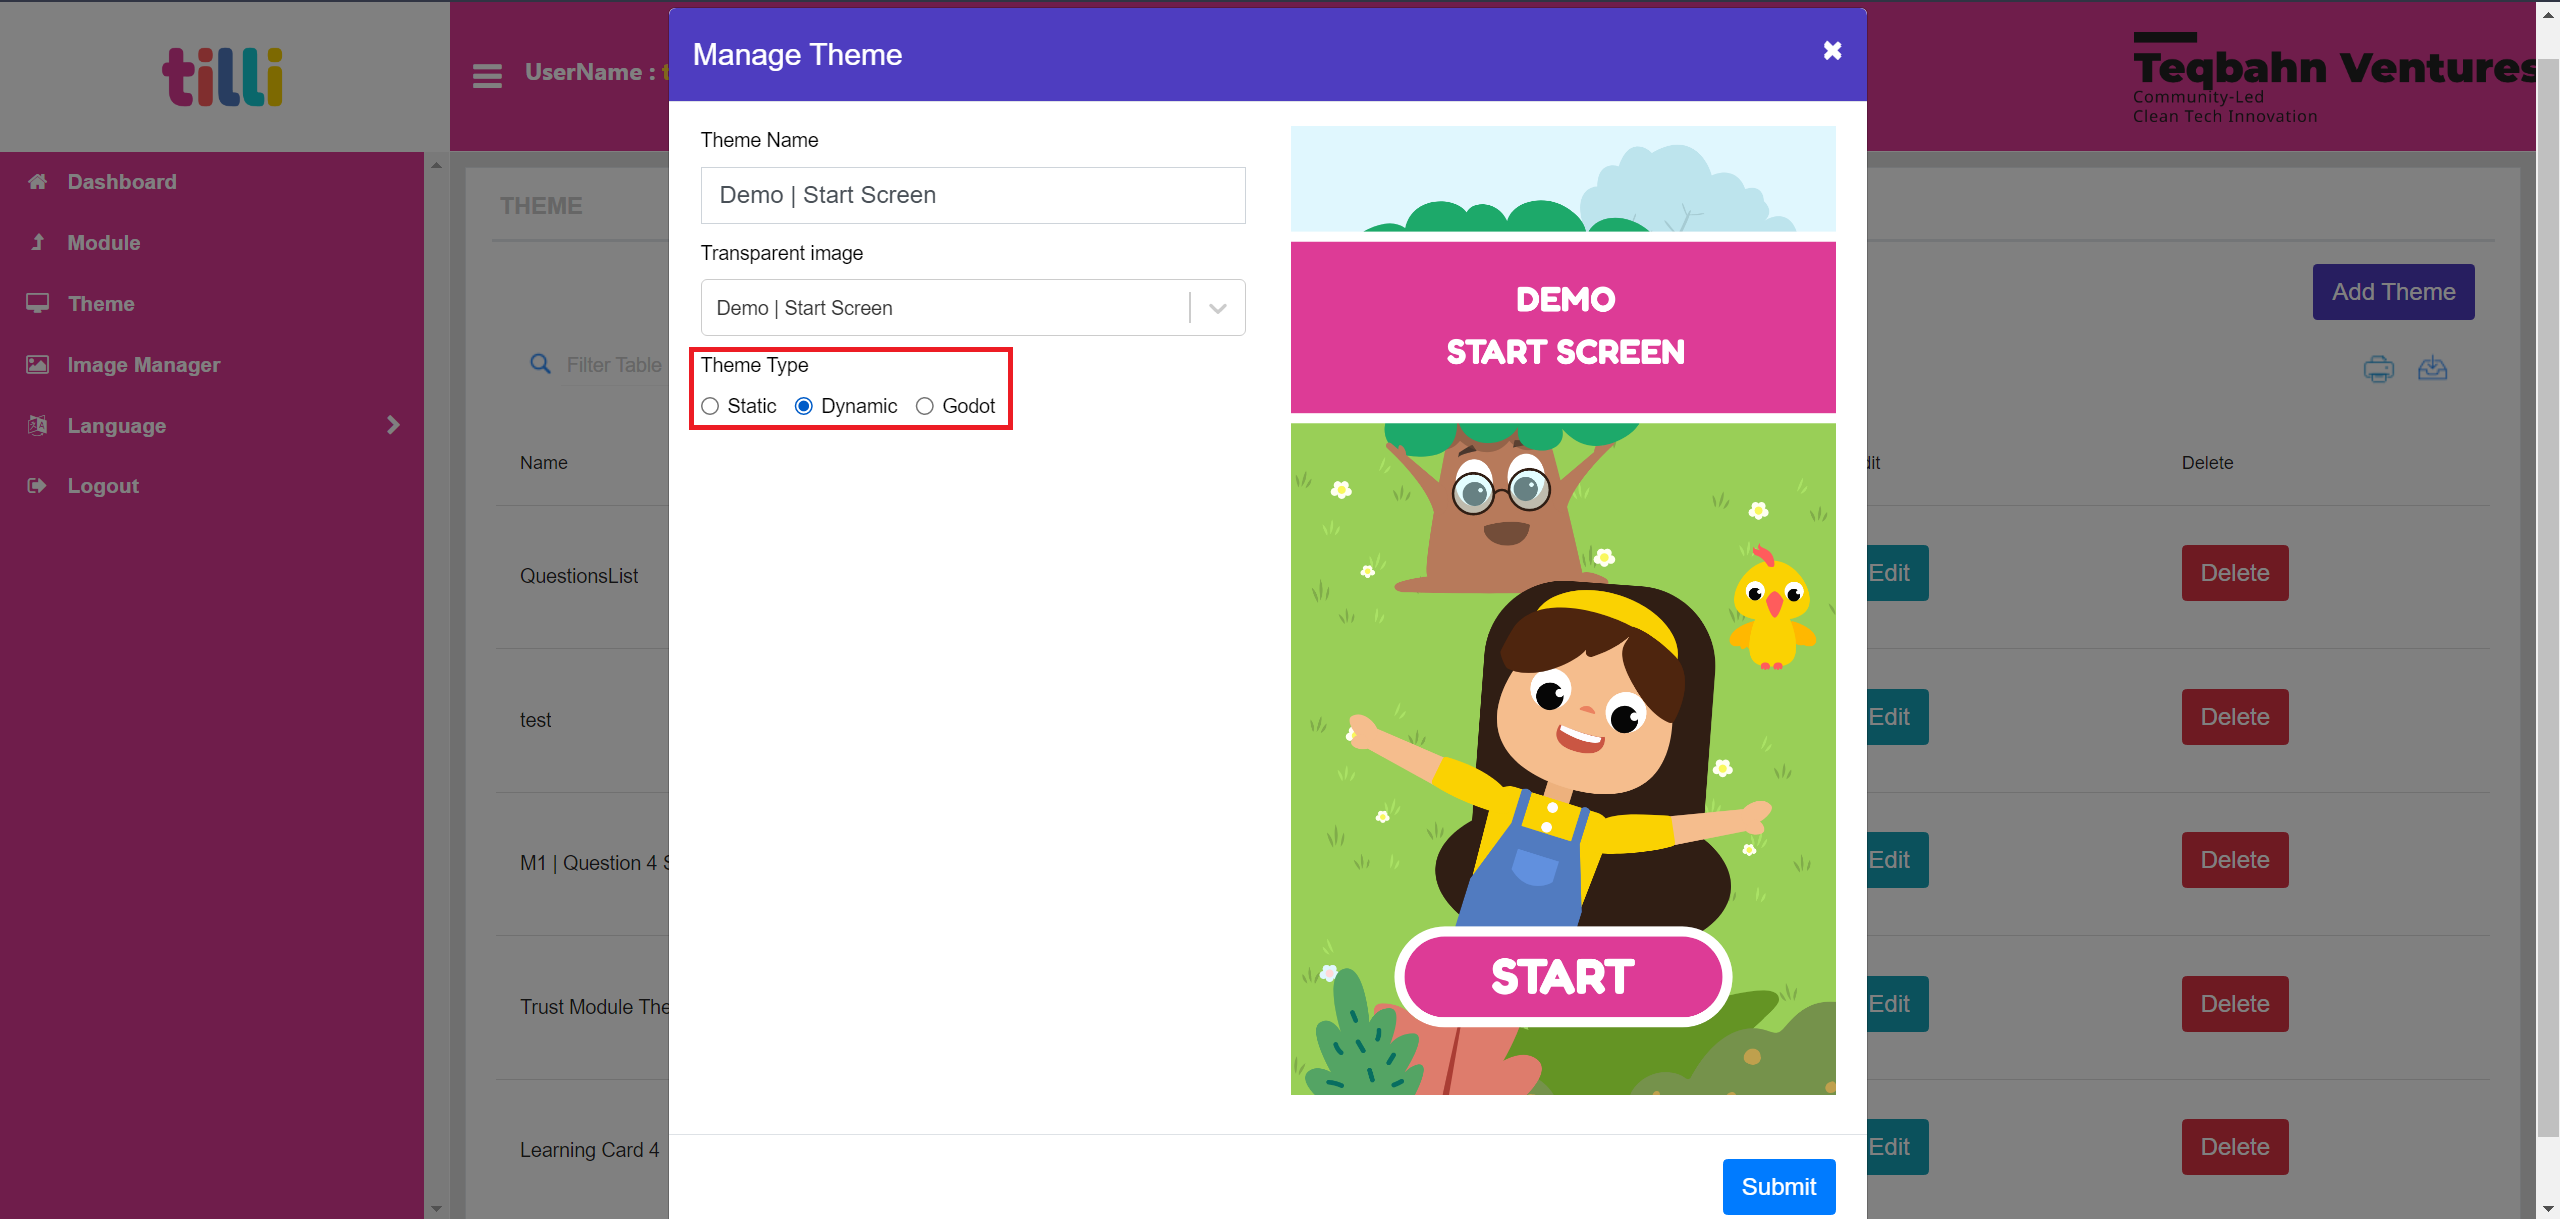 tilli
UserName : t
Teqbahn Ventures
Community-Led
Clean Tech Innovation
Dashboard
Module
Theme
Image Manager
Language
Logout
THEME
Add Theme
Filter Table
Name
Delete
QuestionsList
Edit
Delete
test
Edit
Delete
M1 | Question 4 S
Edit
Delete
Trust Module The
Edit
Delete
Learning Card 4
Edit
Delete
Manage Theme
Theme Name
Demo | Start Screen
Transparent image
Demo | Start Screen
Theme Type
Static Dynamic Godot
DEMO
START SCREEN
START
Submit